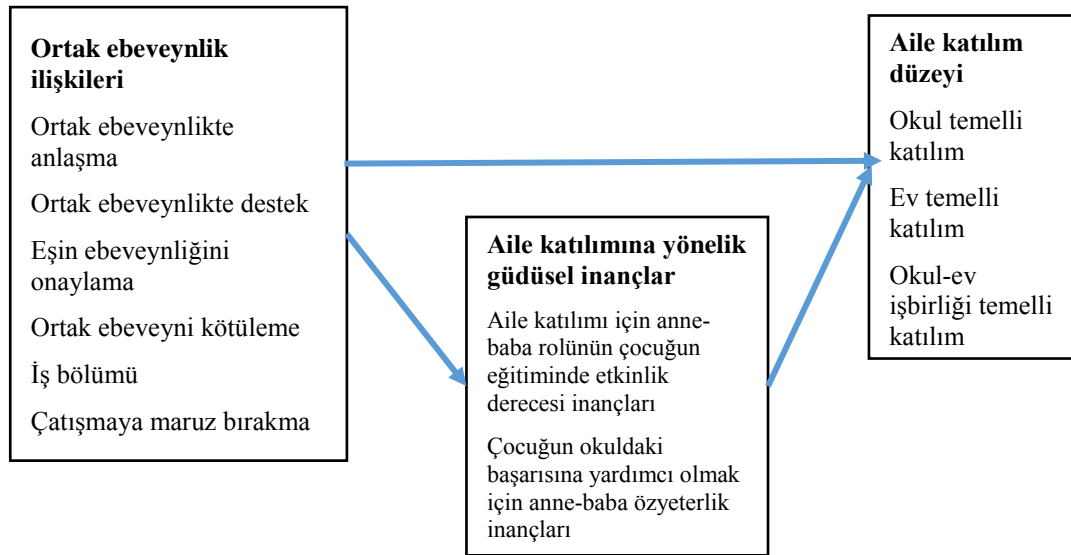 Ortak ebeveynlik
ilişkileri
Ortak ebeveynlikte
anlaşma
Ortak ebeveynlikte destek
Eşin ebeveynliğini
onaylama
Ortak ebeveyni kötüleme
İş bölümü
Çatışmaya maruz bırakma
Aile katılımına yönelik
güdüsel inançlar
Aile katılımı için anne-
baba rolünün çocuğun
eğitiminde etkinlik
derecesi inançları
Çocuğun okuldaki
başarısına yardımcı olmak
için anne-baba özyeterlik
inançları
Aile katılım
düzeyi
Okul temelli
katılım
Ev temelli
katılım
Okul-ev
işbirliği temelli
katılım